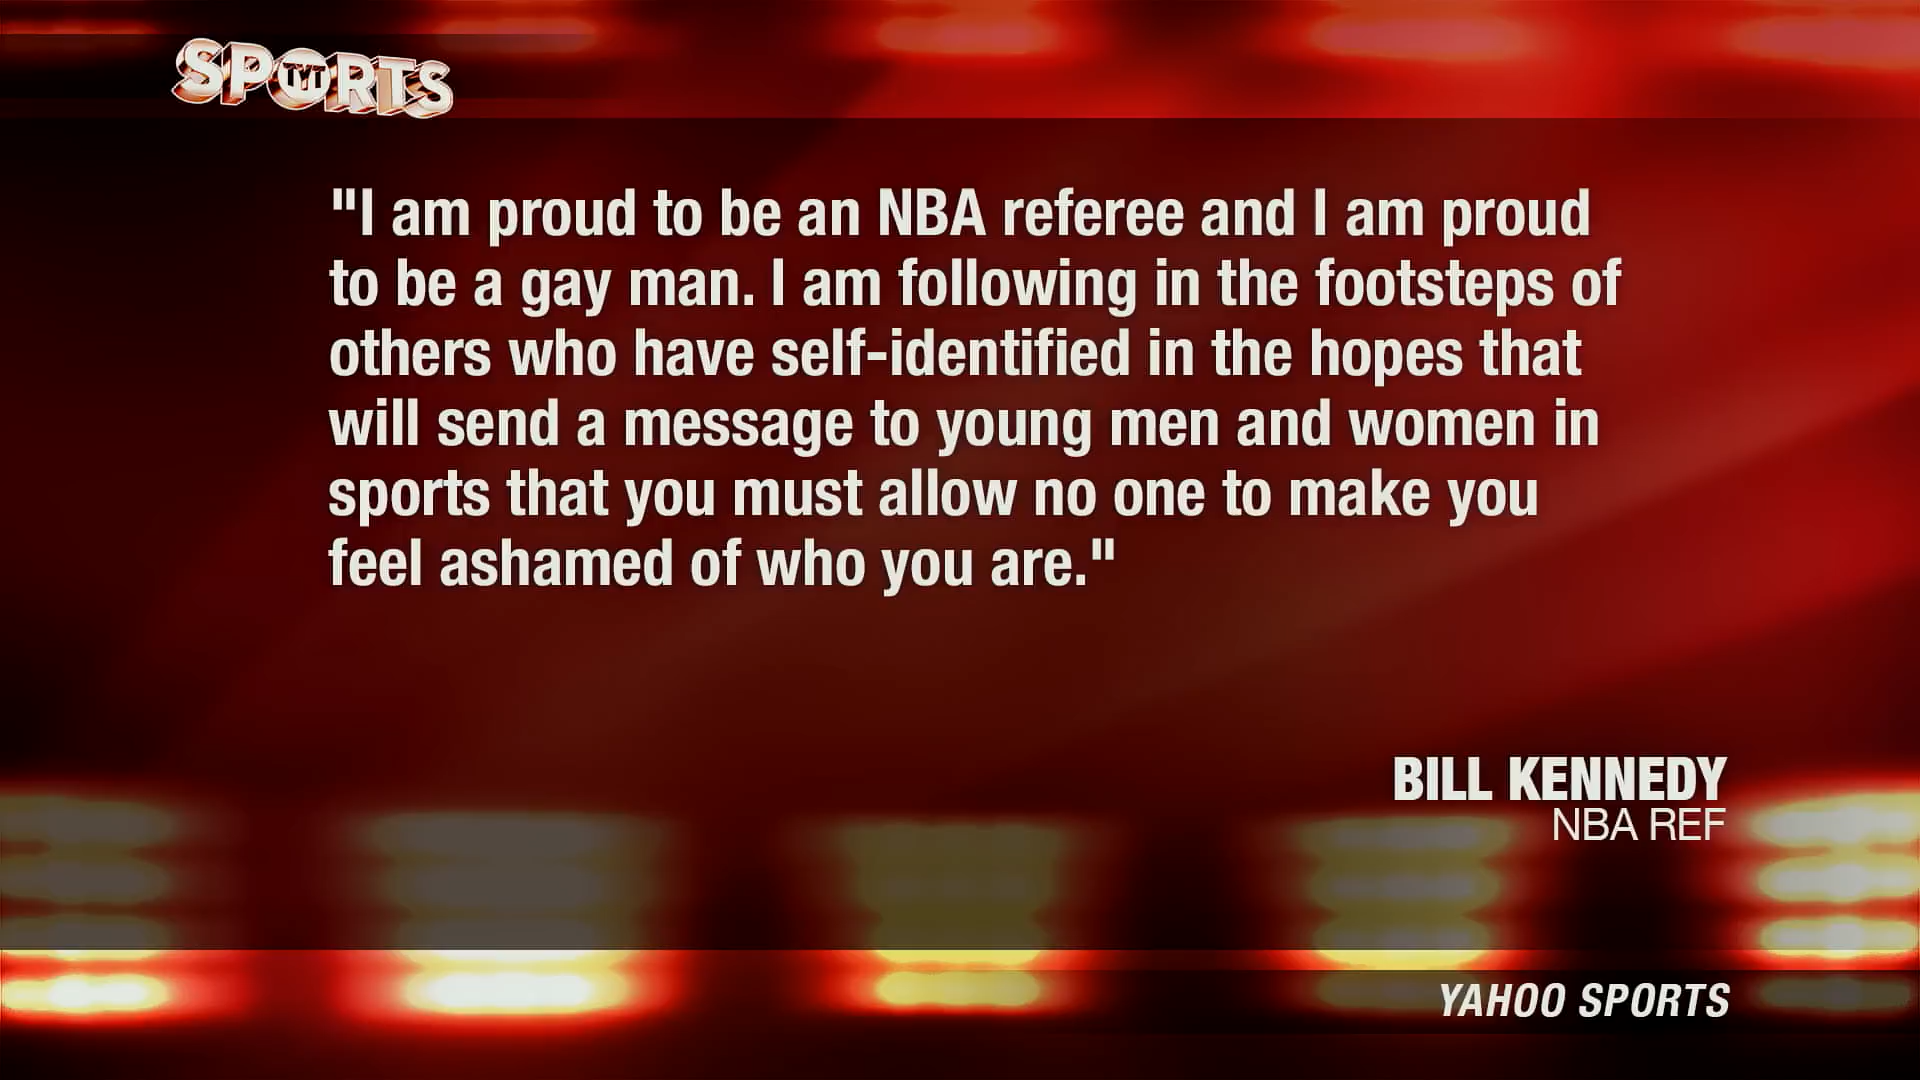 SPORTS
TYT
"I am proud to be an NBA referee and I am proud
to be a gay man. I am following in the footsteps of
others who have self-identified in the hopes that
will send a message to young men and women in
sports that you must allow no one to make you
feel ashamed of who you are."
BILL KENNEDY
NBA REF
YAHOO SPORTS